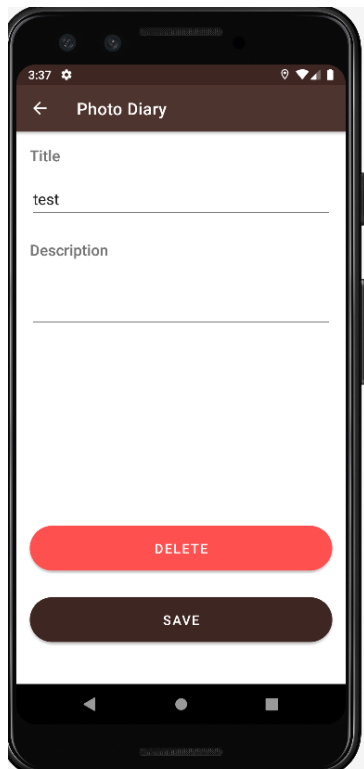 3:37
Photo Diary
Title
test
Description
DELETE
SAVE